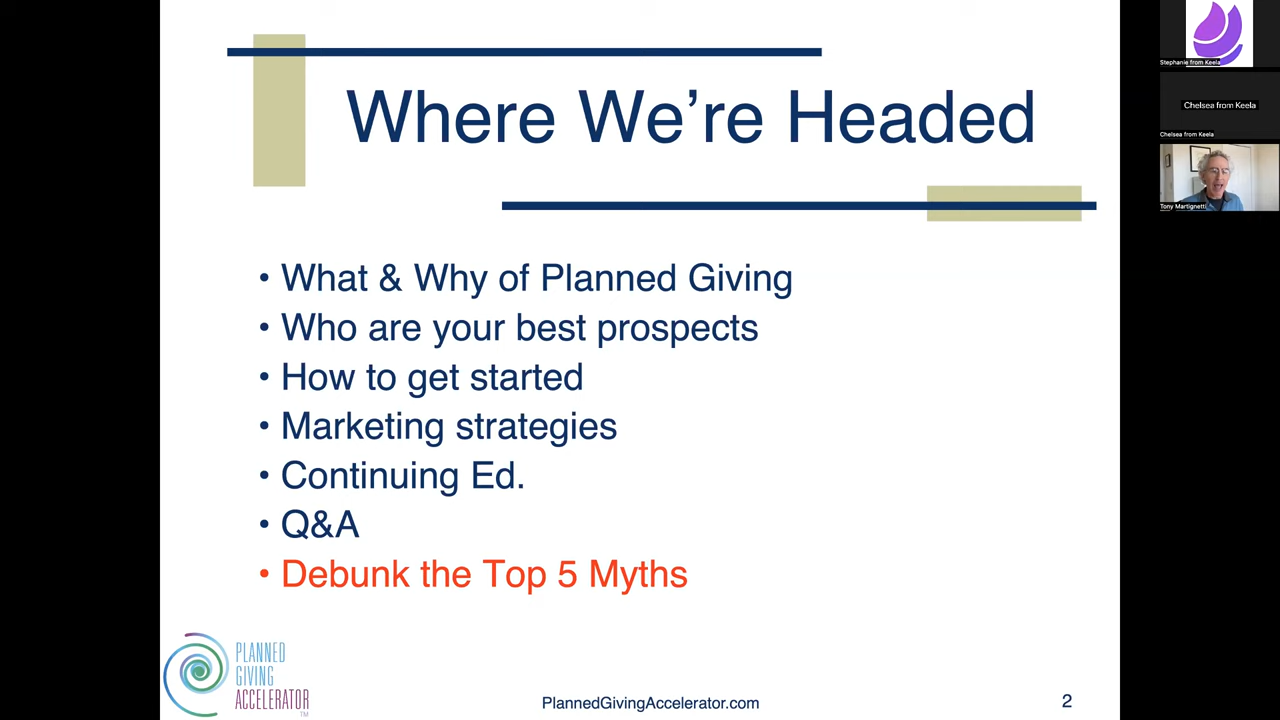 Where We’re Headed
• What & Why of Planned Giving
• Who are your best prospects
• How to get started
• Marketing strategies
• Continuing Ed.
• Q&A
• Debunk the Top 5 Myths
PLANNED
GIVING
ACCELERATOR
TM
PlannedGivingAccelerator.com
2
Stephanie from Keela
Chelsea from Keela
Chelsea from Keela
Tony Martignetti